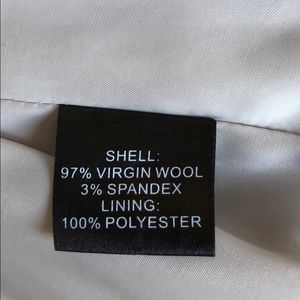 SHELL:
97% VIRGIN WOOL
3% SPANDEX
LINING:
100% POLYESTER